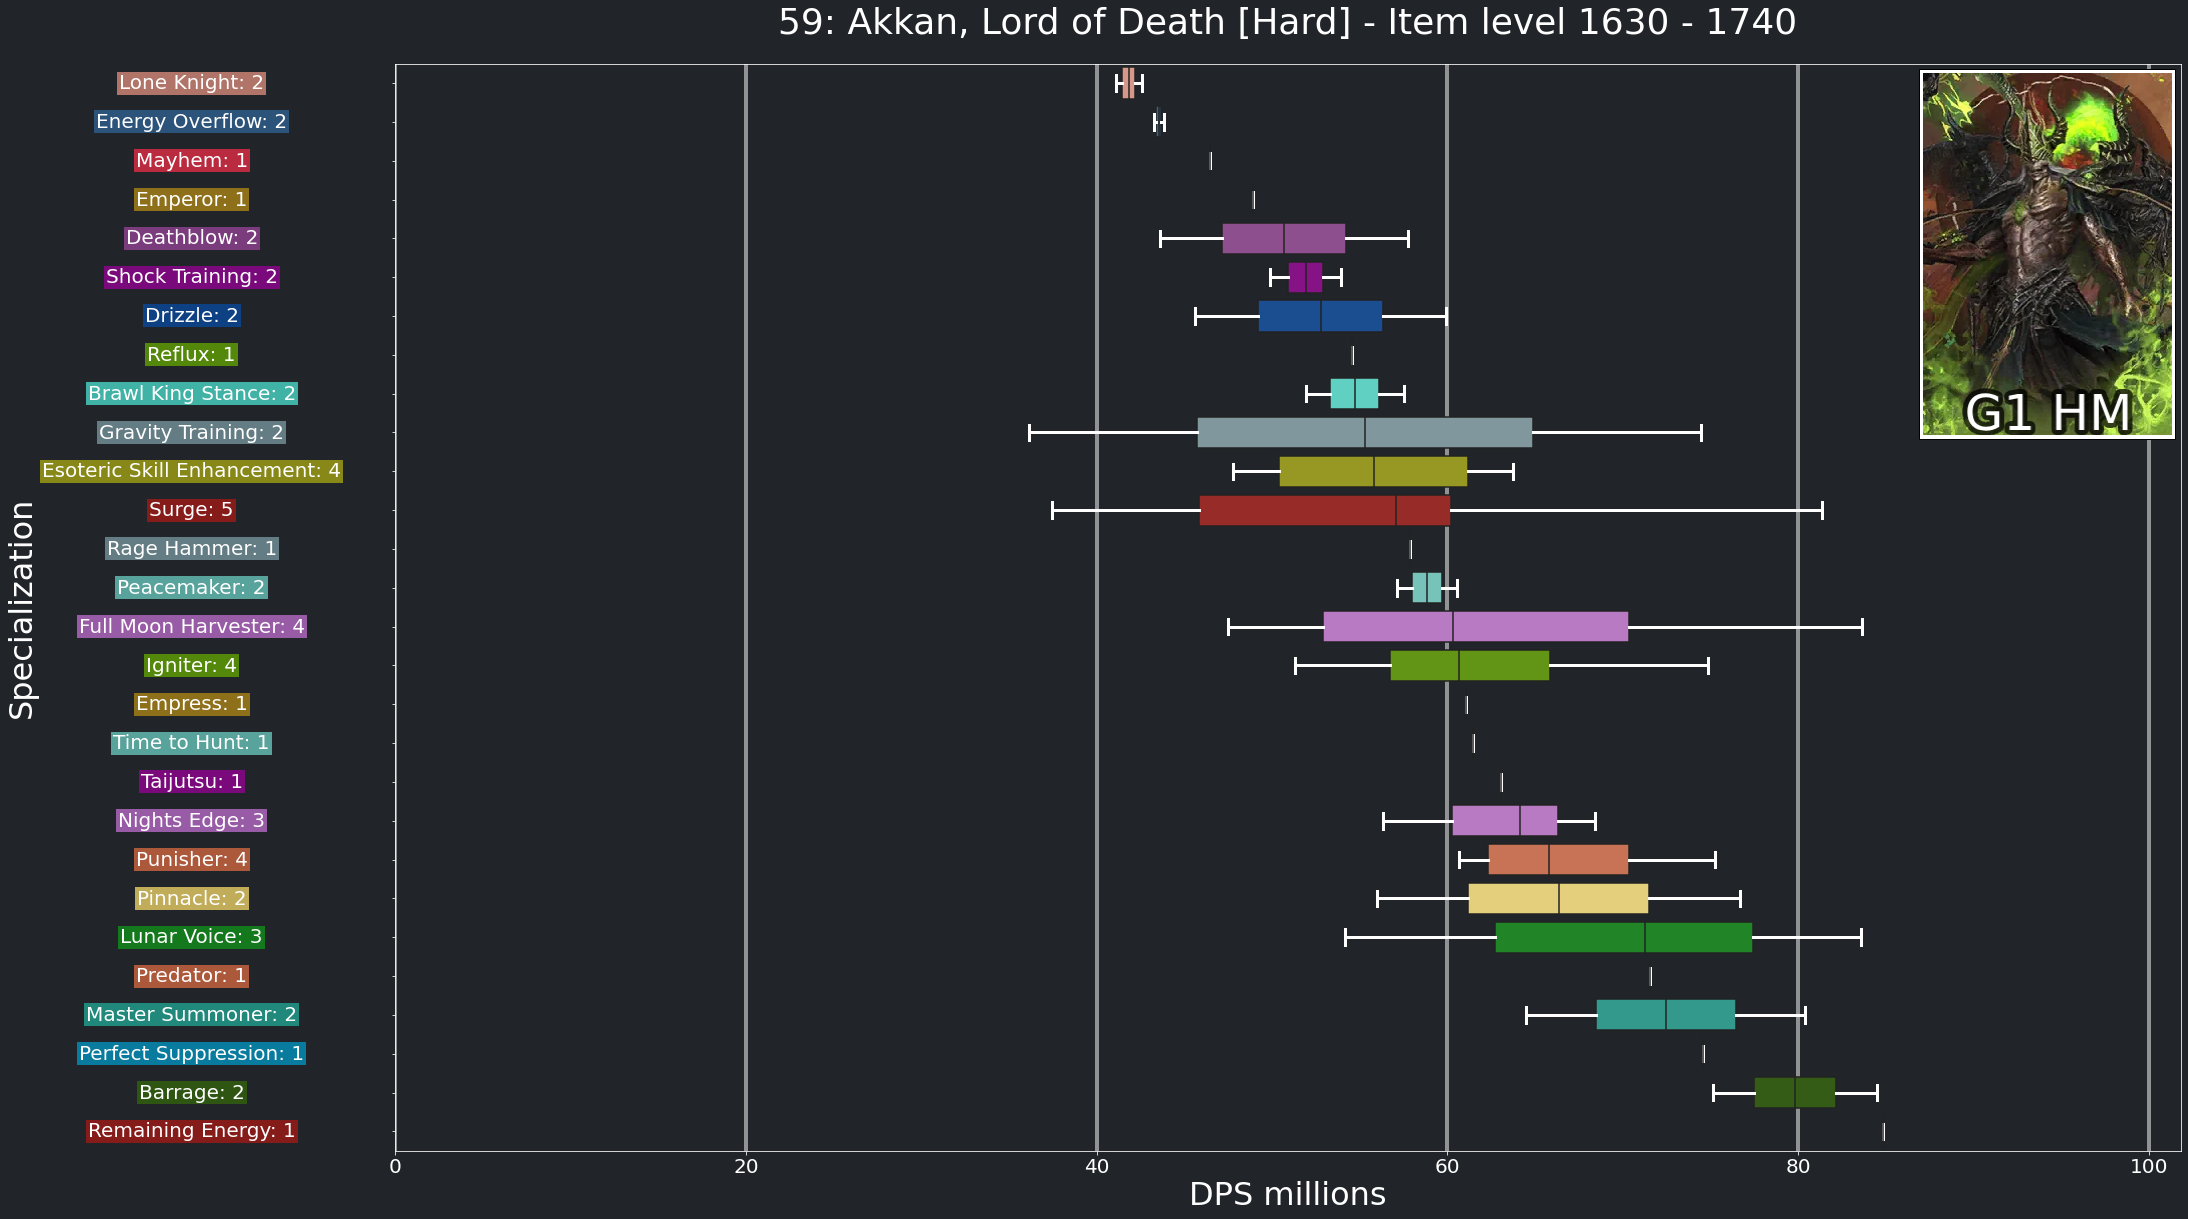 59: Akkan, Lord of Death [Hard] - Item level 1630 - 1740
Lone Knight: 2
Energy Overflow: 2
Mayhem: 1
Emperor: 1
Deathblow: 2
Shock Training: 2
Drizzle: 2
Reflux: 1
Brawl King Stance: 2
Gravity Training: 2
Esoteric Skill Enhancement: 4
Surge: 5
Rage Hammer: 1
Peacemaker: 2
Full Moon Harvester: 4
Igniter: 4
Empress: 1
Time to Hunt: 1
Taijutsu: 1
Nights Edge: 3
Punisher: 4
Pinnacle: 2
Lunar Voice: 3
Predator: 1
Master Summoner: 2
Perfect Suppression: 1
Barrage: 2
Remaining Energy: 1
Specialization
G1 HM
0 20 40 60 80 100
DPS millions